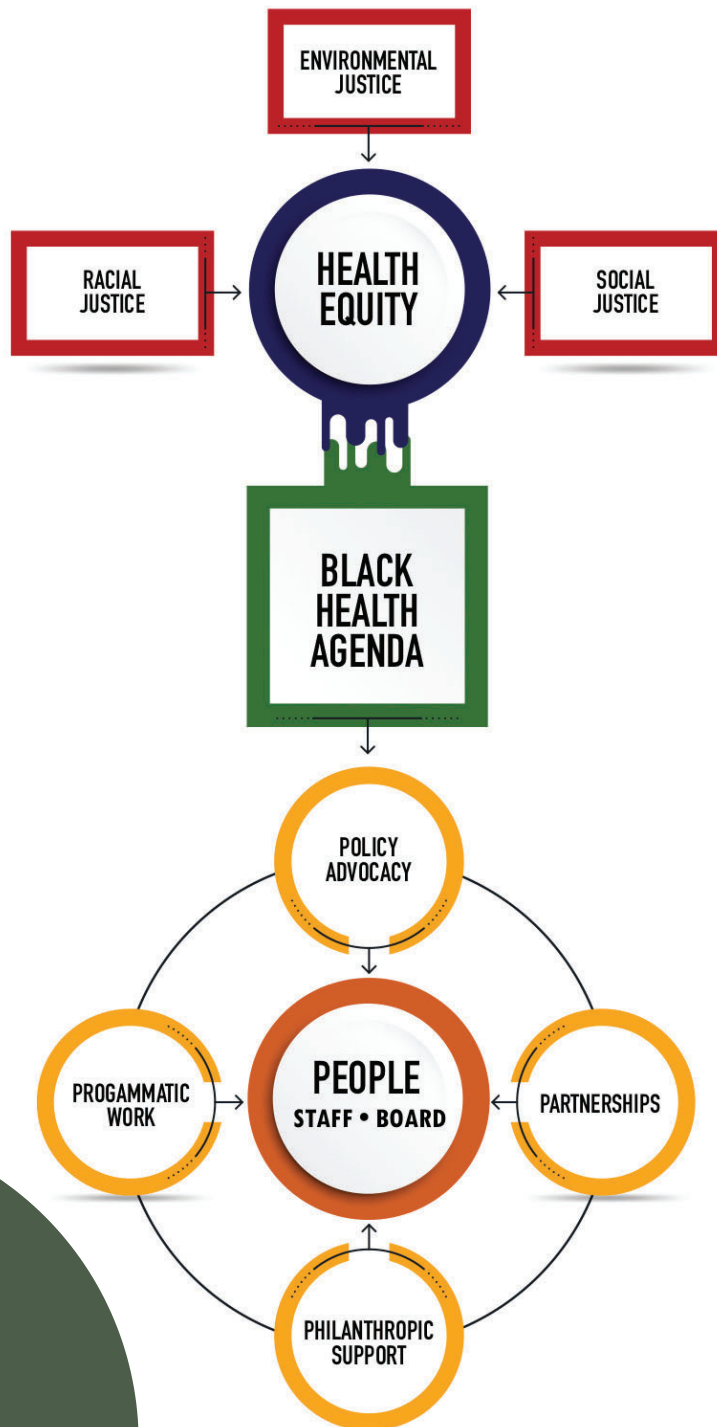 ENVIRONMENTAL
JUSTICE
RACIAL
JUSTICE
HEALTH
EQUITY
SOCIAL
JUSTICE
BLACK
HEALTH
AGENDA
POLICY
ADVOCACY
PROGAMMATIC
WORK
PEOPLE
STAFF • BOARD
PARTNERSHIPS
PHILANTHROPIC
SUPPORT